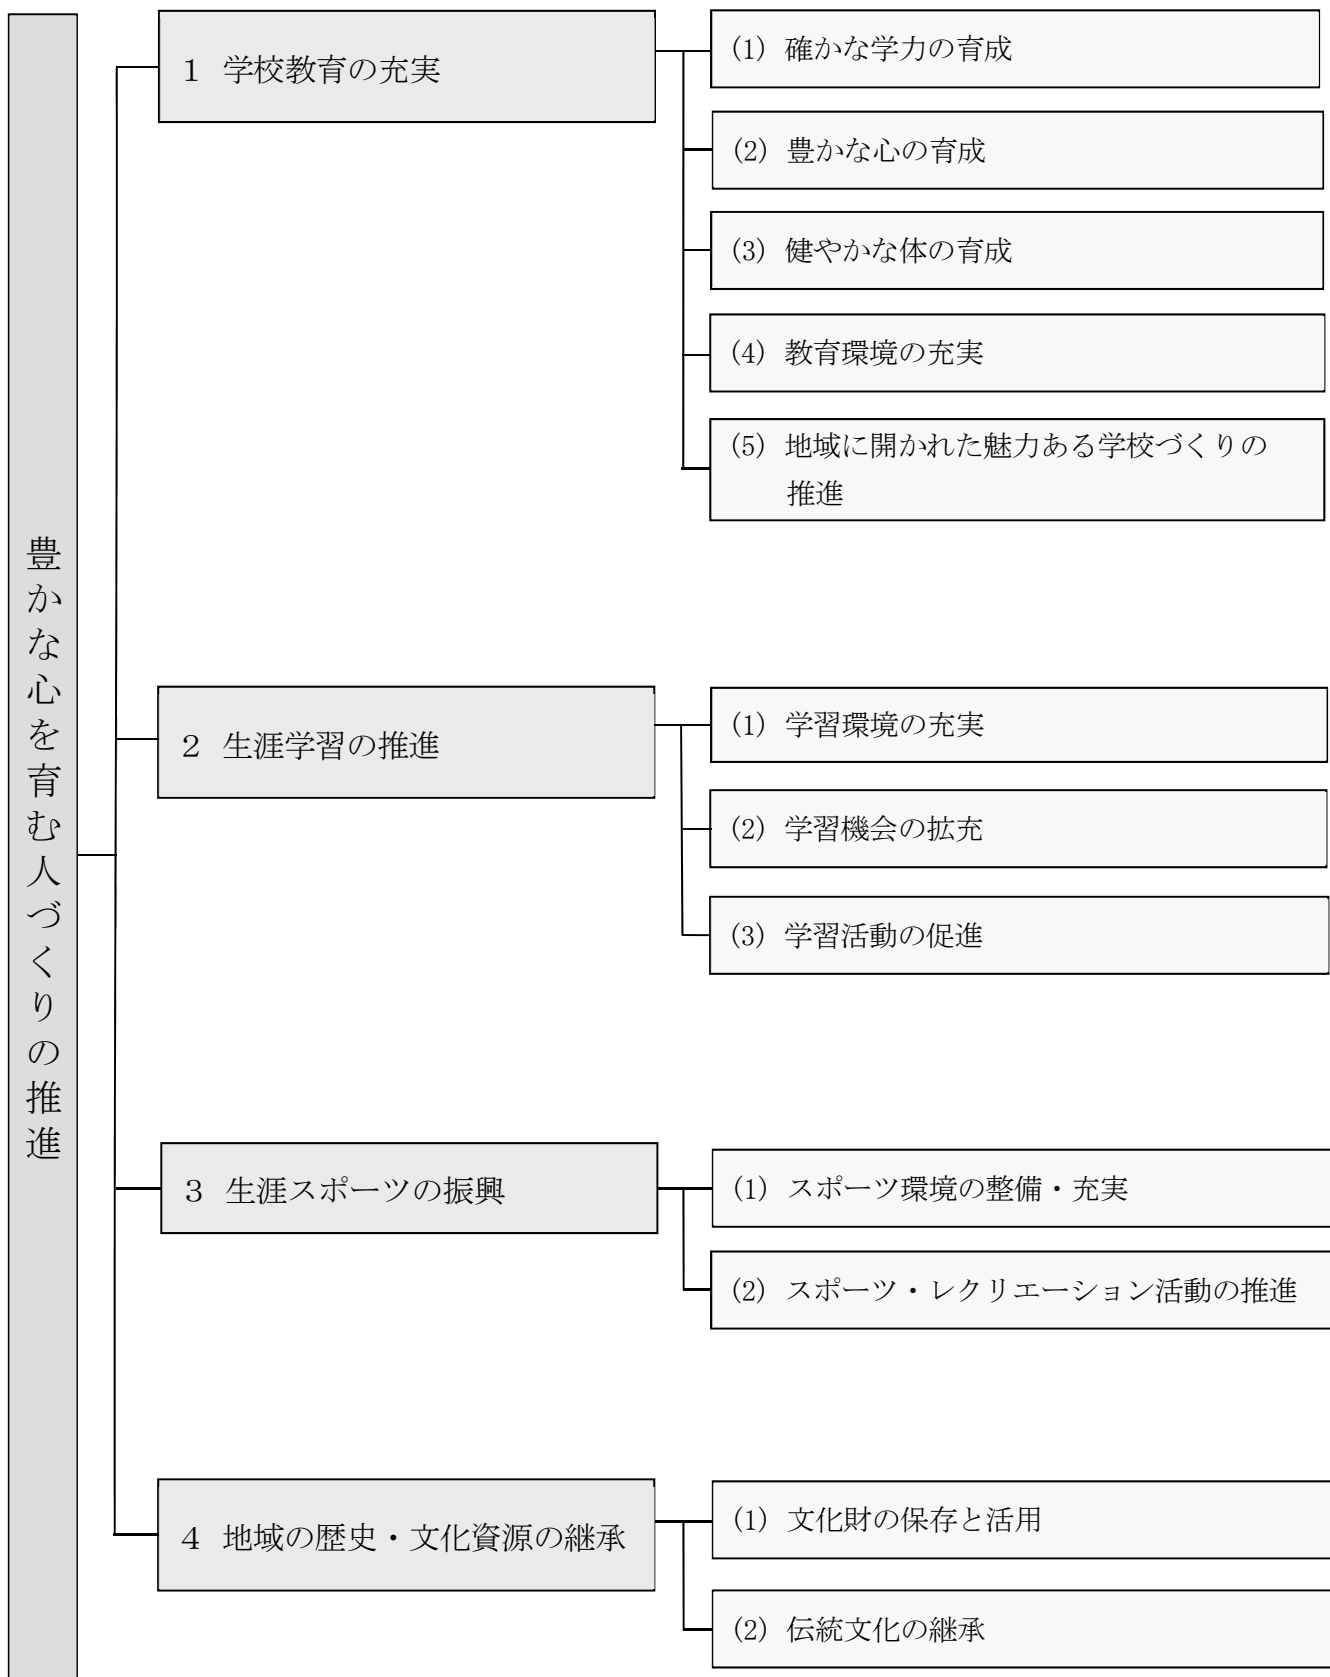 豊かな心を育む人づくりの推進
１ 学校教育の充実
(1) 確かな学力の育成
(2) 豊かな心の育成
(3) 健やかな体の育成
(4) 教育環境の充実
(5) 地域に開かれた魅力ある学校づくりの
推進
２ 生涯学習の推進
(1) 学習環境の充実
(2) 学習機会の拡充
(3) 学習活動の促進
３ 生涯スポーツの振興
(1) スポーツ環境の整備・充実
(2) スポーツ・レクリエーション活動の推進
４ 地域の歴史・文化資源の継承
(1) 文化財の保存と活用
(2) 伝統文化の継承